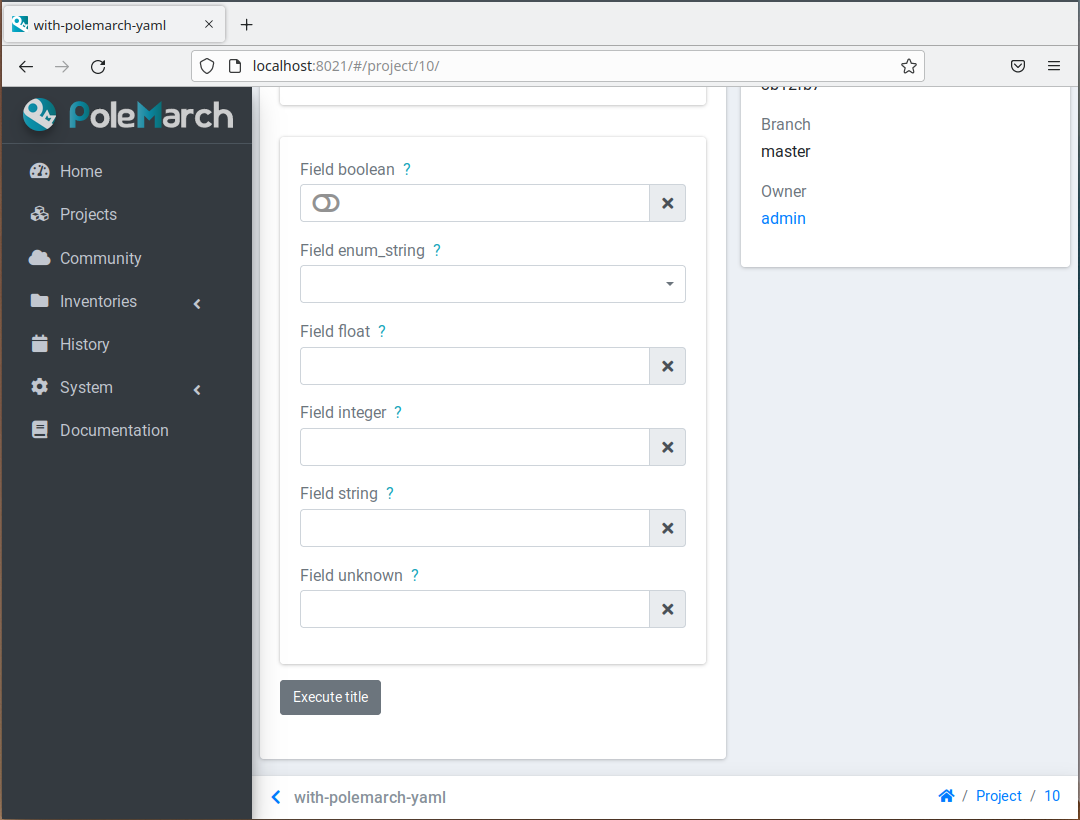 with-polemarch-yaml
localhost:8021/#/project/10/
PoleMarch
Home
Projects
Community
Inventories
History
System
Documentation
Field boolean ?
Field enum_string ?
Field float ?
Field integer ?
Field string ?
Field unknown ?
Execute title
Branch
master
Owner
admin
with-polemarch-yaml
/ Project / 10